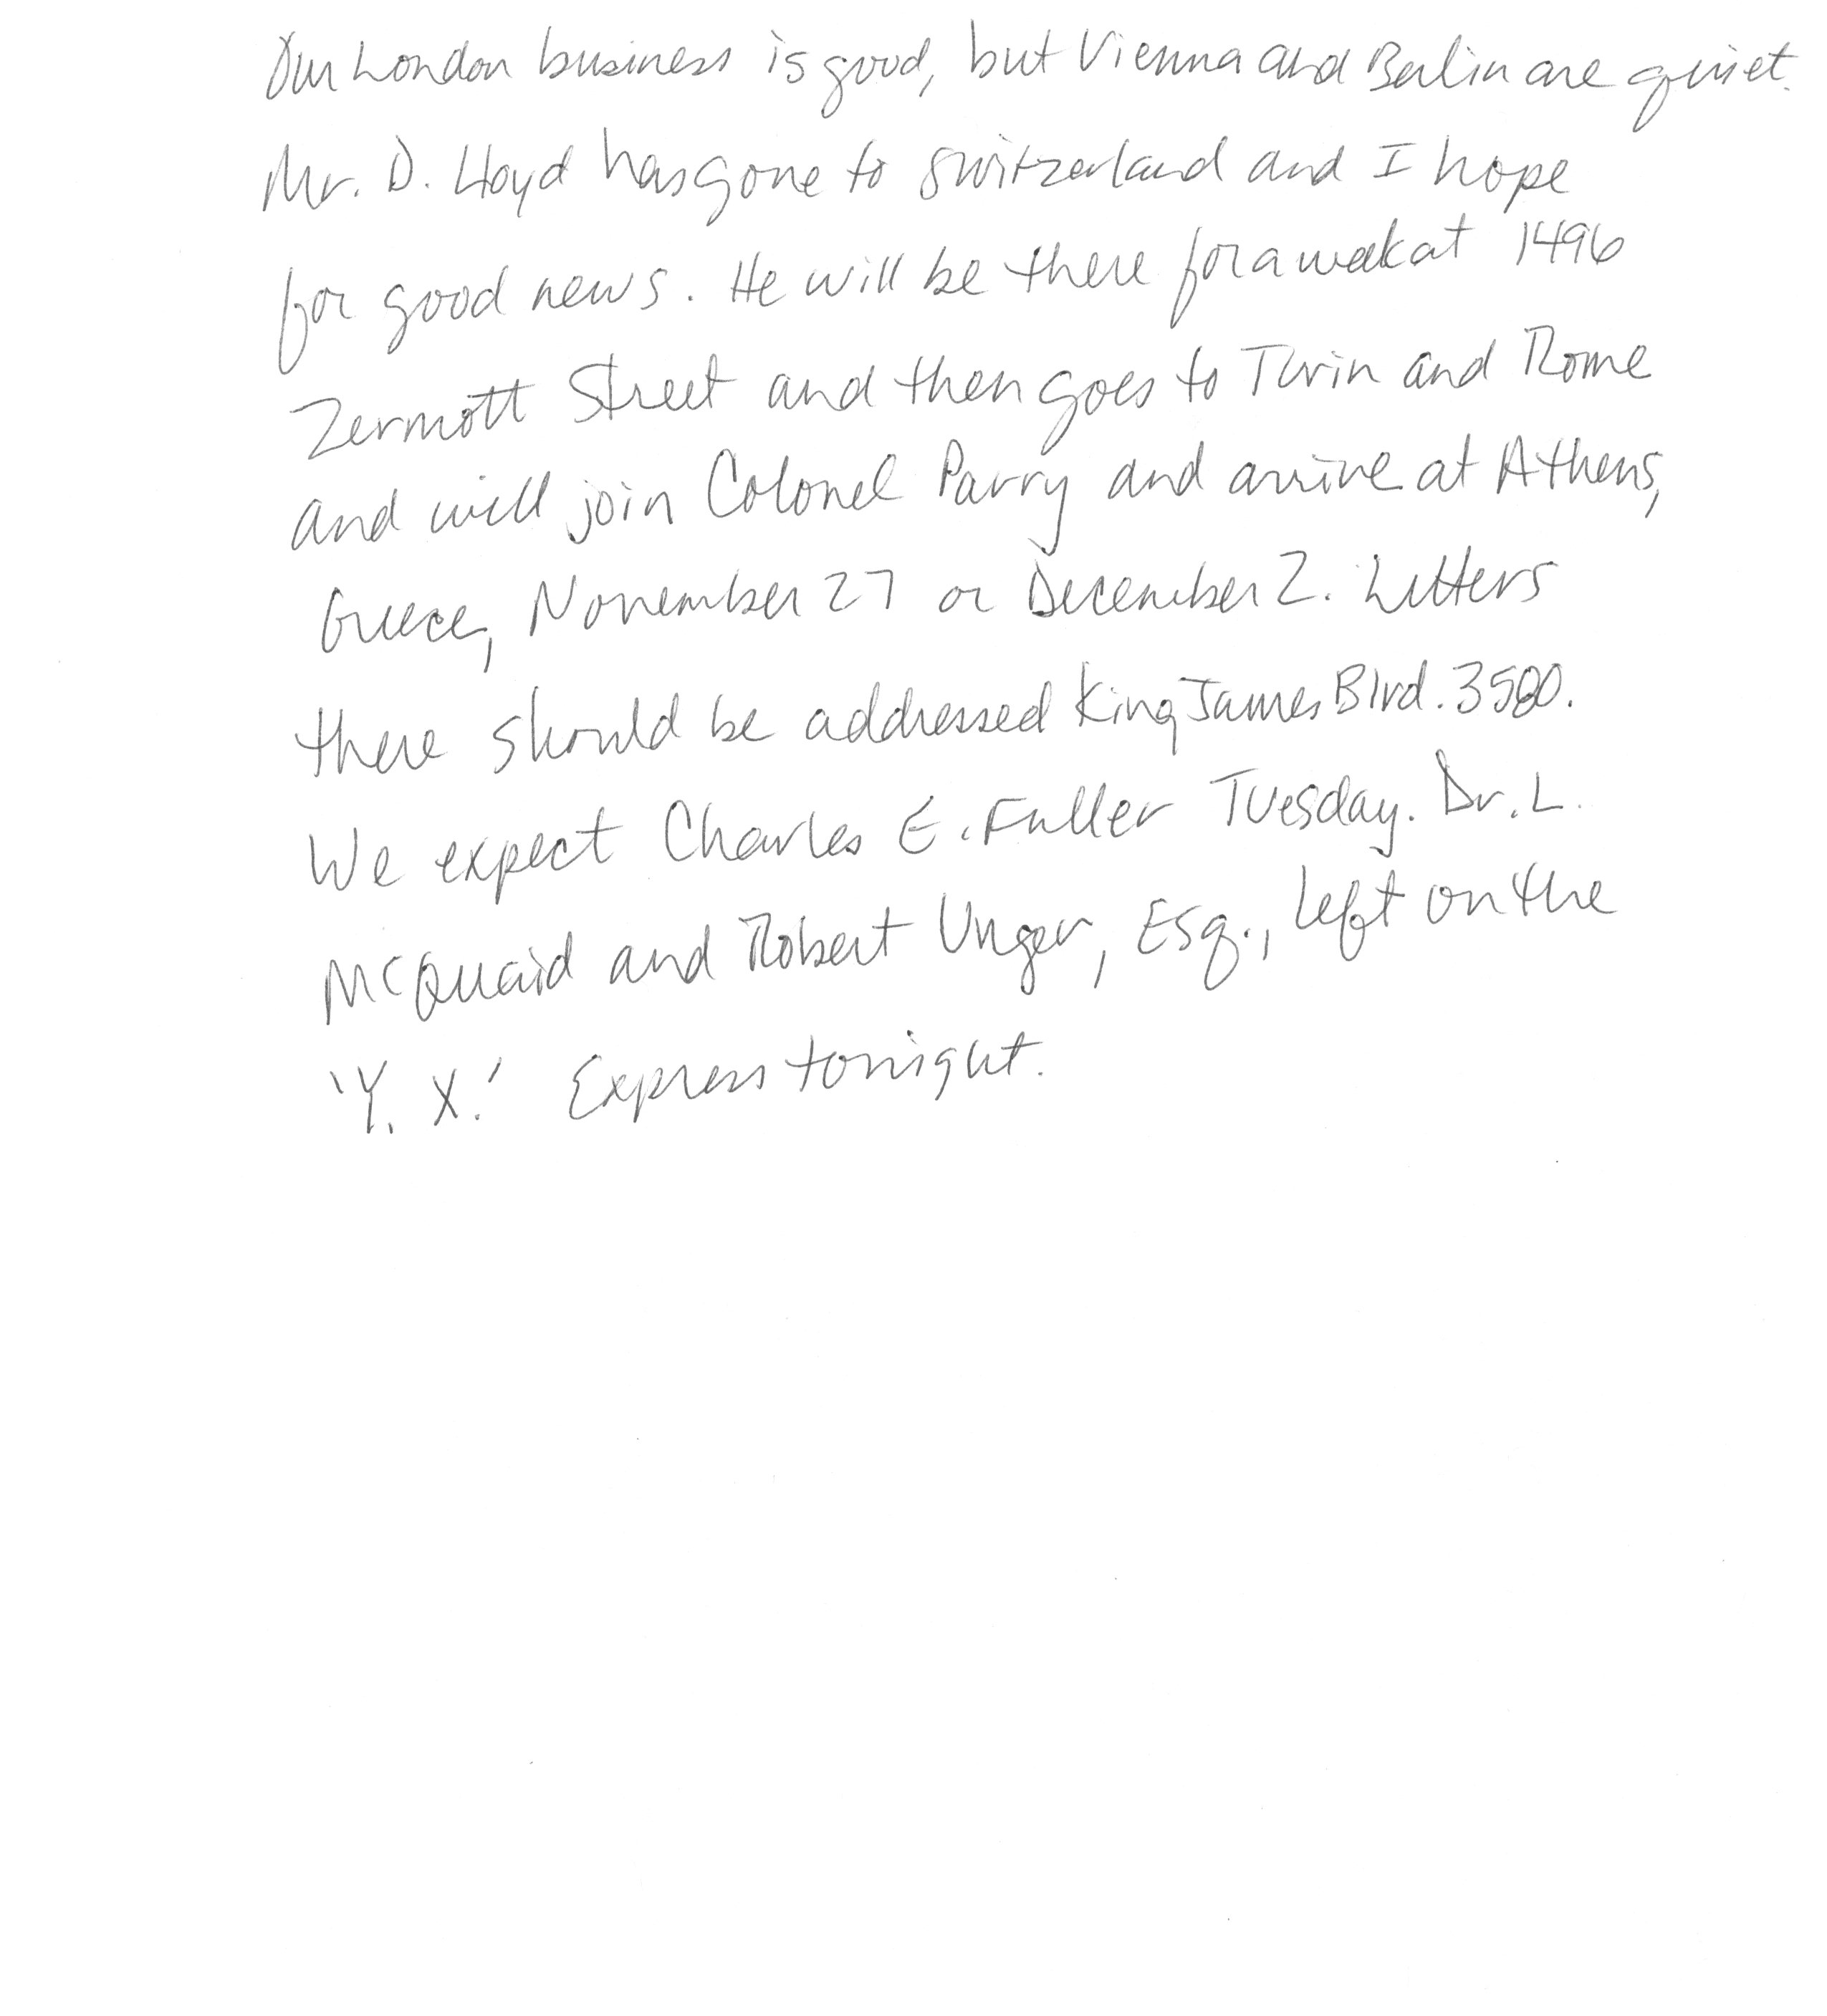 Our London business is good, but Vienna and Berlin are quiet.
Mr. D. Lloyd has gone to Switzerland and I hope
for good news. He will be there for a week at 1496
Zermott Street and then goes to Turin and Rome
and will join Colonel Parry and arrive at Athens,
Greece, November 27 or December 2. Letters
there should be addressed King James Blvd. 3580.
We expect Charles E. Fuller Tuesday. Dr. L.
McQuaid and Robert Unger, Esq., left on the
'Y. X.' Express tonight.